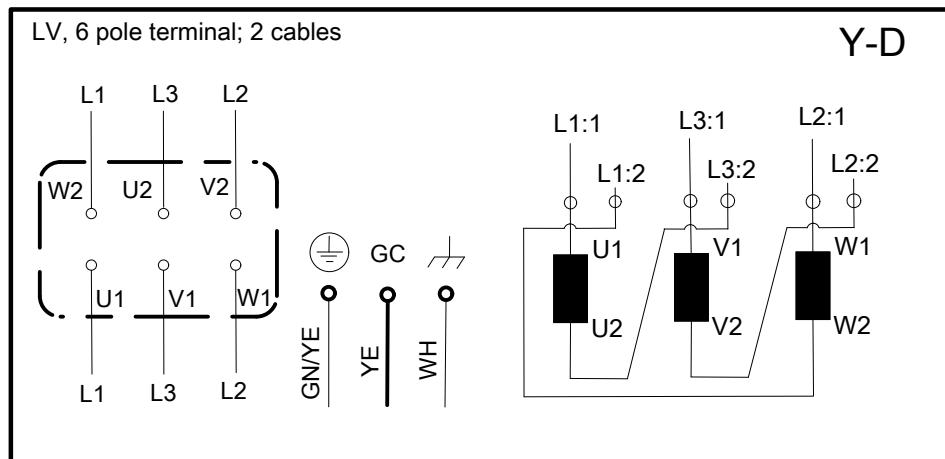 LV, 6 pole terminal; 2 cables
Y-D
L1 L3 L2
W2 U2 V2
U1 V1 W1
L1 L3 L2
GC
GN/YE YE WH
L1:1 L3:1 L2:1
L1:2 L3:2 L2:2
U1 V1 W1
U2 V2 W2